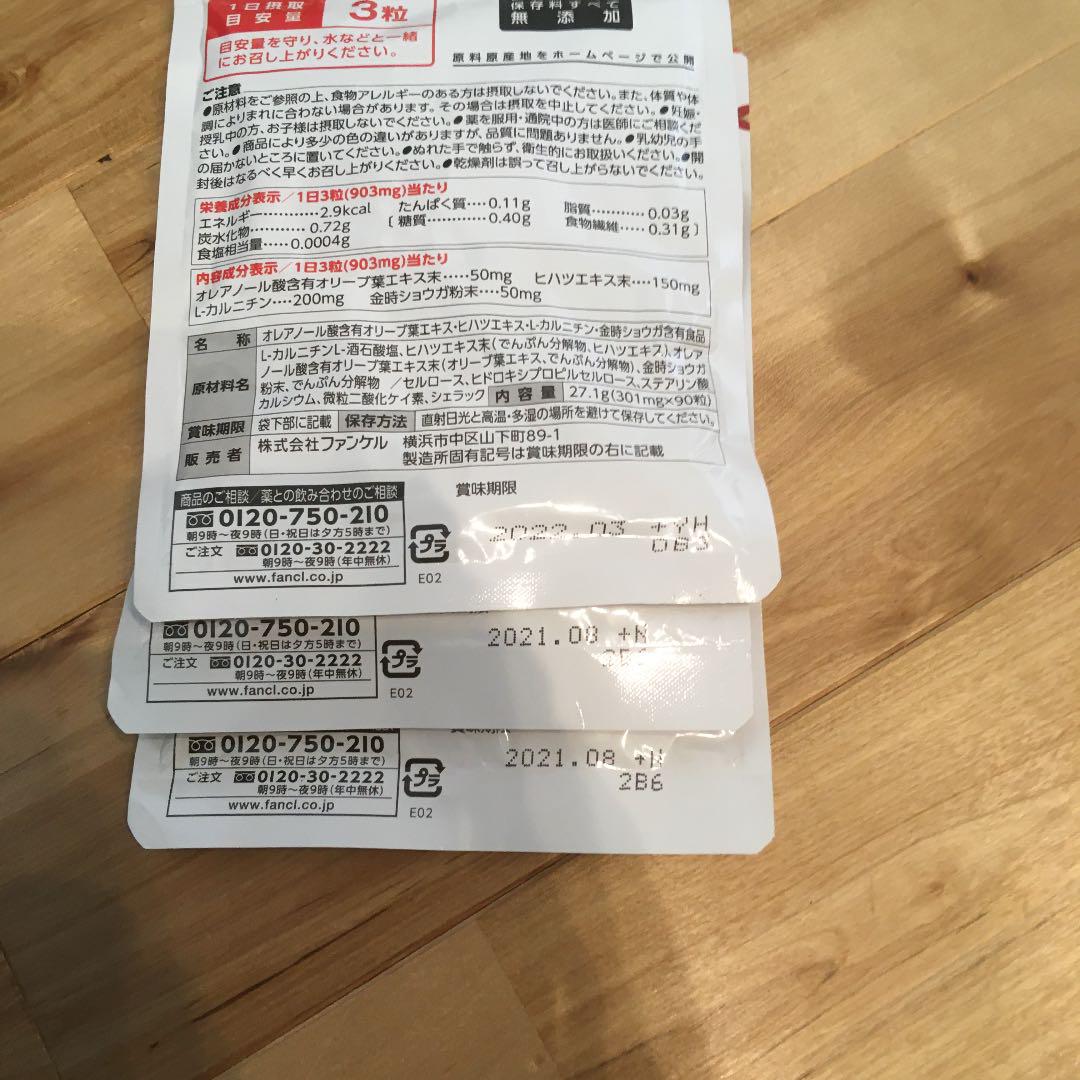 1日摂取
目安量
3粒
保存料すべて
無添加
目安量を守り、水などと一緒
にお召し上がりください。
原料原産地をホームページで公開
ご注意
●原材料をご参照の上、食物アレルギーのある方は摂取しないでください。また、体質や体
調によりまれに合わない場合があります。その場合は摂取を中止してください。●妊娠・
授乳中の方、お子様は摂取しないでください。●薬を服用・通院中の方は医師にご相談くだ
さい。●商品により多少の色の違いがありますが、品質に問題ありません。●乳幼児の手
の届かないところに置いてください。●ぬれた手で触らず、衛生的にお取扱いください。●開
封後はなるべく早くお召し上がりください。●乾燥剤は誤って召し上がらないでください。
栄養成分表示/1日3粒(903mg)当たり
エネルギー…………2.9kcal たんぱく質……0.11g 脂質…………0.03g
炭水化物…………0.72g 〔糖質…………0.40g 食物繊維……0.31g〕
食塩相当量……0.0004g
内容成分表示/1日3粒(903mg)当たり
オレアノール酸含有オリーブ葉エキス末……50mg ヒハツエキス末……150mg
L-カルニチン……200mg 金時ショウガ粉末……50mg
名称 オレアノール酸含有オリーブ葉エキス・ヒハツエキス・L-カルニチン・金時ショウガ含有食品
原材料名 L-カルニチンL-酒石酸塩、ヒハツエキス末(でんぷん分解物、ヒハツエキス)、オレア
ノール酸含有オリーブ葉エキス末(オリーブ葉エキス、でんぷん分解物)、金時ショウガ
粉末、でんぷん分解物/セルロース、ヒドロキシプロピルセルロース、ステアリン酸
カルシウム、微粒二酸化ケイ素、シェラック 内容量 27.1g(301mg×90粒)
賞味期限 袋下部に記載 保存方法 直射日光と高温・多湿の場所を避けて保存してください。
販売者 株式会社ファンケル 横浜市中区山下町89-1
製造所固有記号は賞味期限の右に記載
商品のご相談/薬との飲み合わせのご相談
0120-750-210
朝9時~夜9時(日・祝日は夕方5時まで)
ご注文 0120-30-2222
朝9時~夜9時(年中無休)
www.fancl.co.jp
プラ
E02
賞味期限
2022.03 +YH
DB3
0120-750-210
朝9時~夜9時(日・祝日は夕方5時まで)
ご注文 0120-30-2222
朝9時~夜9時(年中無休)
www.fancl.co.jp
プラ
E02
2021.08 +N
2B6
0120-750-210
朝9時~夜9時(日・祝日は夕方5時まで)
ご注文 0120-30-2222
朝9時~夜9時(年中無休)
www.fancl.co.jp
プラ
E02
2021.08 +N
2B6